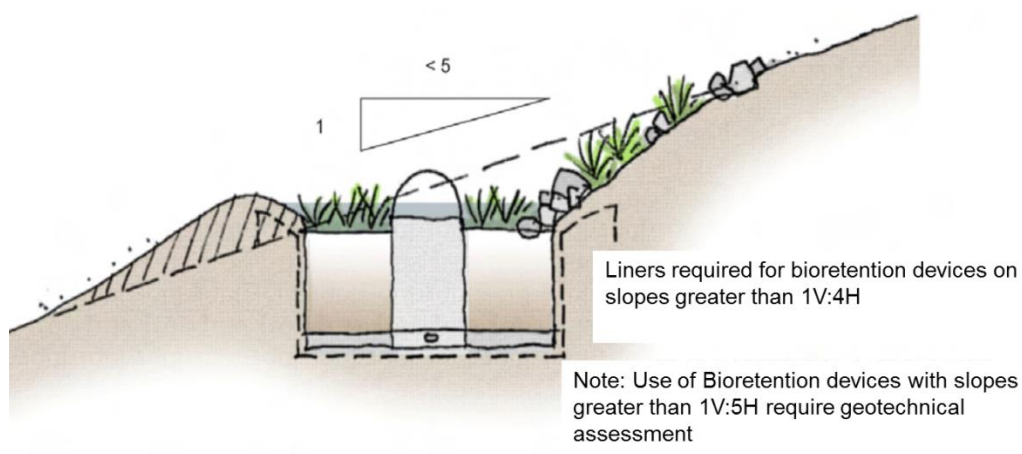 < 5
1
Liners required for bioretention devices on
slopes greater than 1V:4H
Note: Use of Bioretention devices with slopes
greater than 1V:5H require geotechnical
assessment